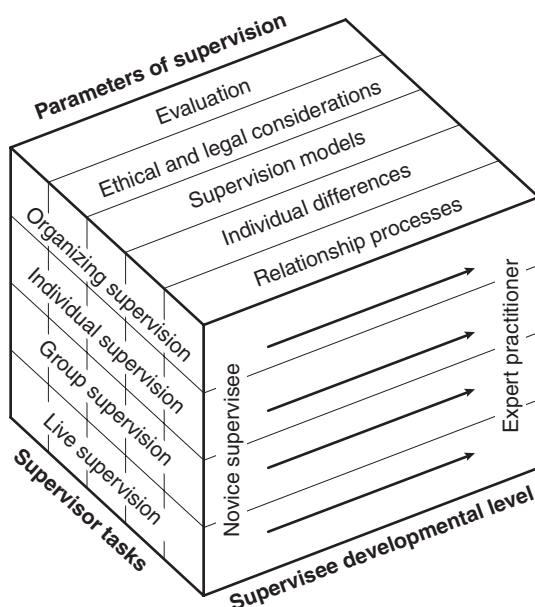 Parameters of supervision
Evaluation
Ethical and legal considerations
Supervision models
Individual differences
Relationship processes
Organizing supervision
Individual supervision
Group supervision
Live supervision
Supervisor tasks
Novice supervisee
Expert practitioner
Supervisee developmental level